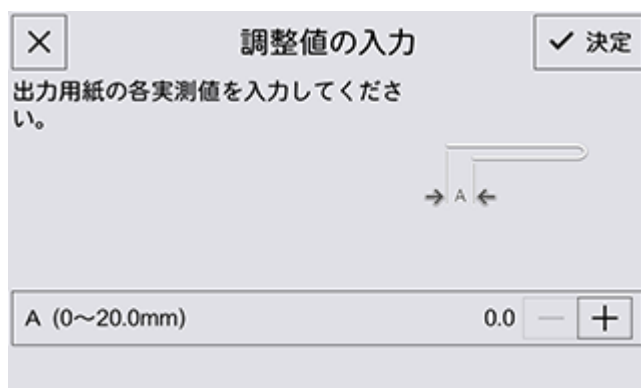 調整値の入力
✓ 決定
出力用紙の各実測値を入力してくださ
い。
A
A (0～20.0mm)
0.0